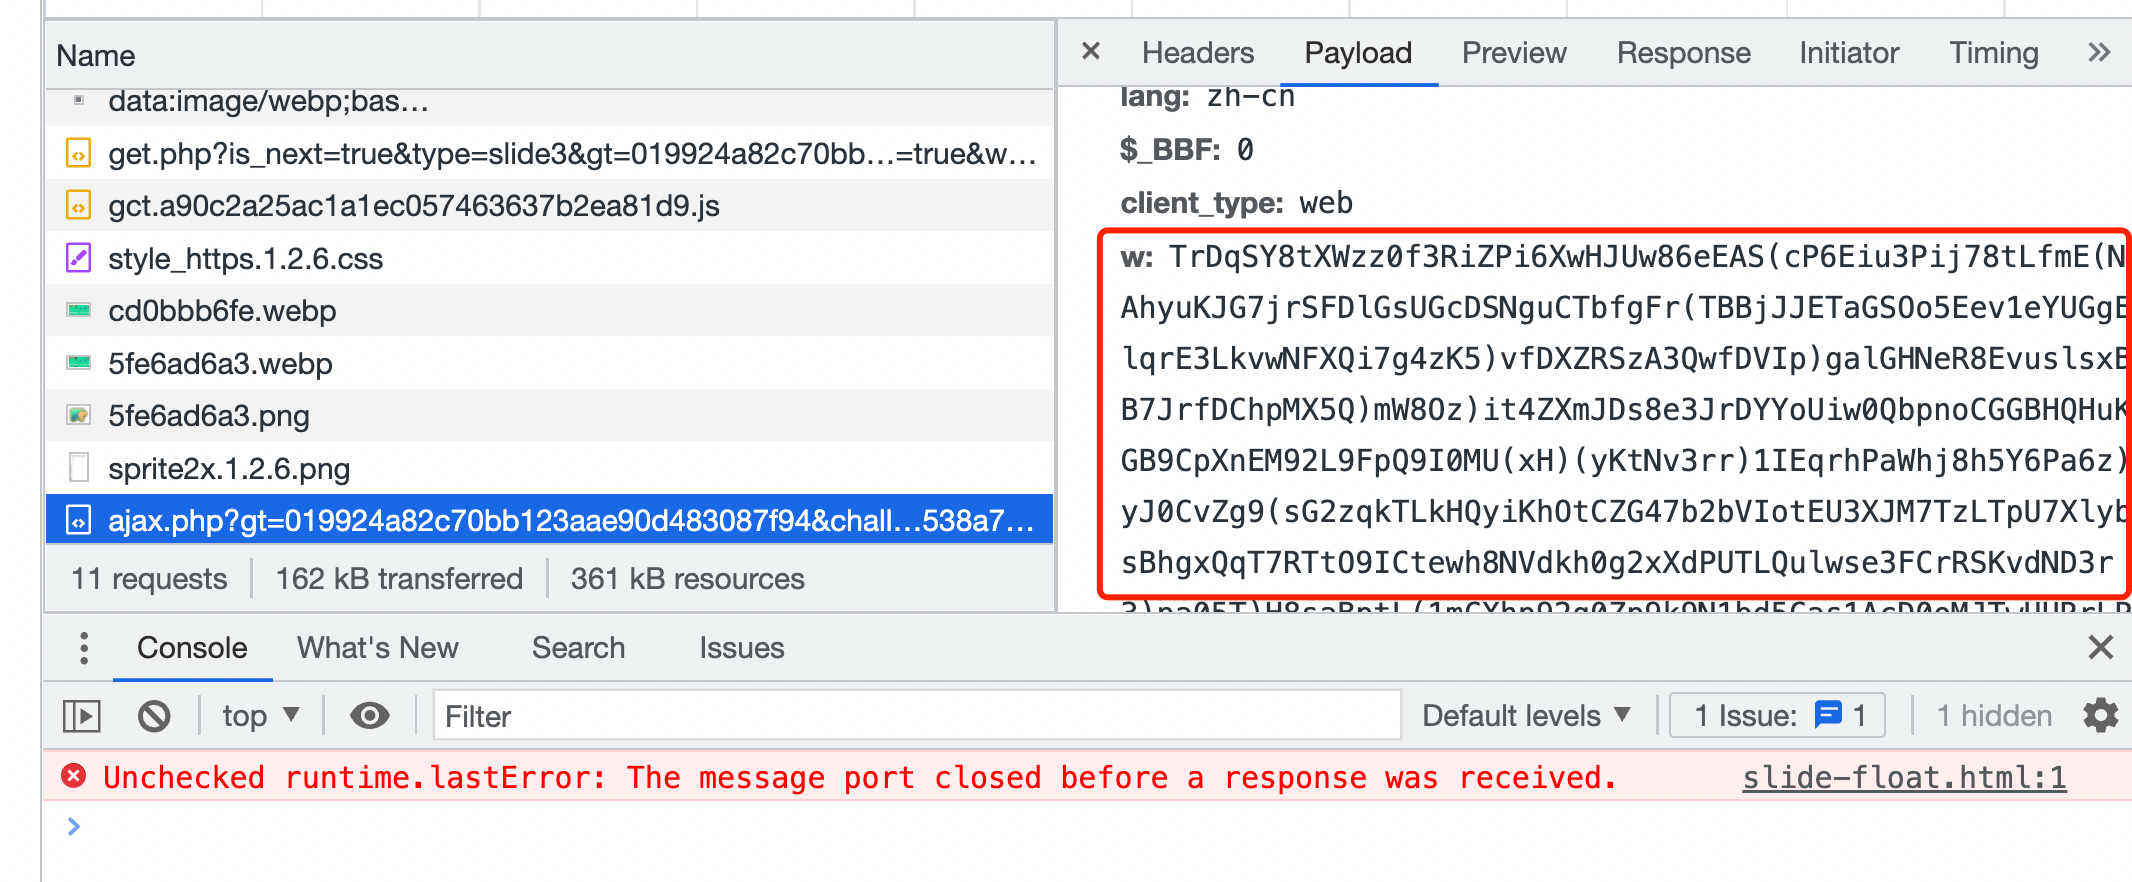 Name
data:image/webp;bas…
get.php?is_next=true&type=slide3&gt=019924a82c70bb…=true&w…
gct.a90c2a25ac1a1ec057463637b2ea81d9.js
style_https.1.2.6.css
cd0bbb6fe.webp
5fe6ad6a3.webp
5fe6ad6a3.png
sprite2x.1.2.6.png
ajax.php?gt=019924a82c70bb123aae90d483087f94&chall…538a7…
11 requests 162 kB transferred 361 kB resources
Headers Payload Preview Response Initiator Timing
lang: zh-cn
$_BBF: 0
client_type: web
w: TrDqSY8tXWzz0f3RiZPi6XwHJUw86eEAS(cP6Eiu3Pij78tLfmE(N
AhyuKJG7jrSFDlGsUGcDSNguCTbfgFr(TBBjJJETaGSOo5Eev1eYUGgE
lqrE3LkvwNFXQi7g4zK5)vfDXZRSzA3QwfDVIp)galGHNeR8EvuslsxB
B7JrfDChpMX5Q)mW8Oz)it4ZXmJDs8e3JrDYYoUiw0QbpnoCGGBHQHuK
GB9CpXnEM92L9FpQ9I0MU(xH)(yKtNv3rr)1IEqrhPaWhj8h5Y6Pa6z)
yJ0CvZg9(sG2zqkTLkHQyiKhOtCZG47b2bVIotEU3XJM7TzLTpU7Xlyb
sBhgxQqT7RTtO9ICtewh8NVdkh0g2xXdPUTLQulwse3FCrRSKvdND3r
Console What's New Search Issues
top Filter Default levels 1 Issue: 1 1 hidden
Unchecked runtime.lastError: The message port closed before a response was received. slide-float.html:1